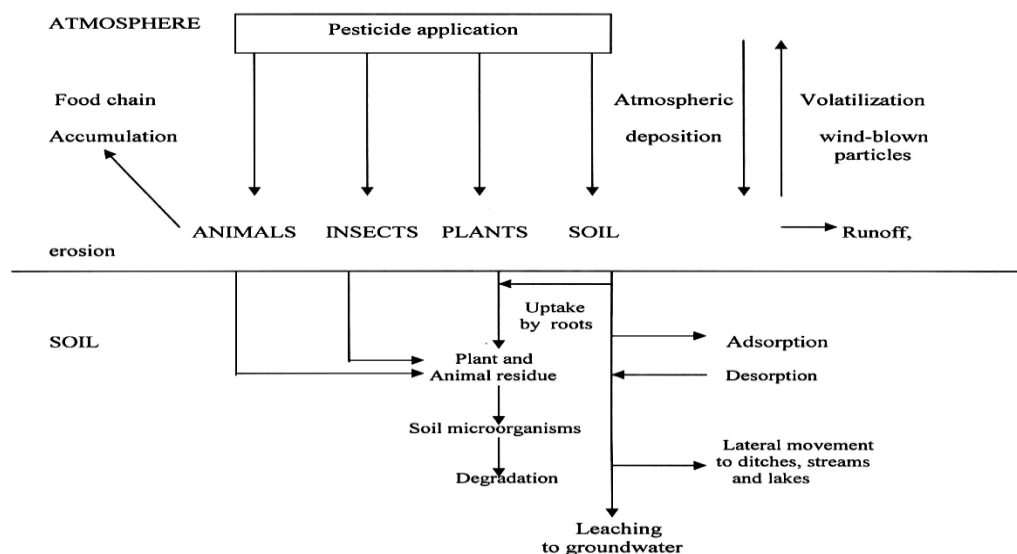 ATMOSPHERE
Pesticide application
Food chain
Accumulation
Atmospheric
deposition
Volatilization
wind-blown
particles
ANIMALS
INSECTS
PLANTS
SOIL
Runoff,
erosion
SOIL
Uptake
by roots
Adsorption
Plant and
Animal residue
Desorption
Soil microorganisms
Lateral movement
to ditches, streams
and lakes
Degradation
Leaching
to groundwater